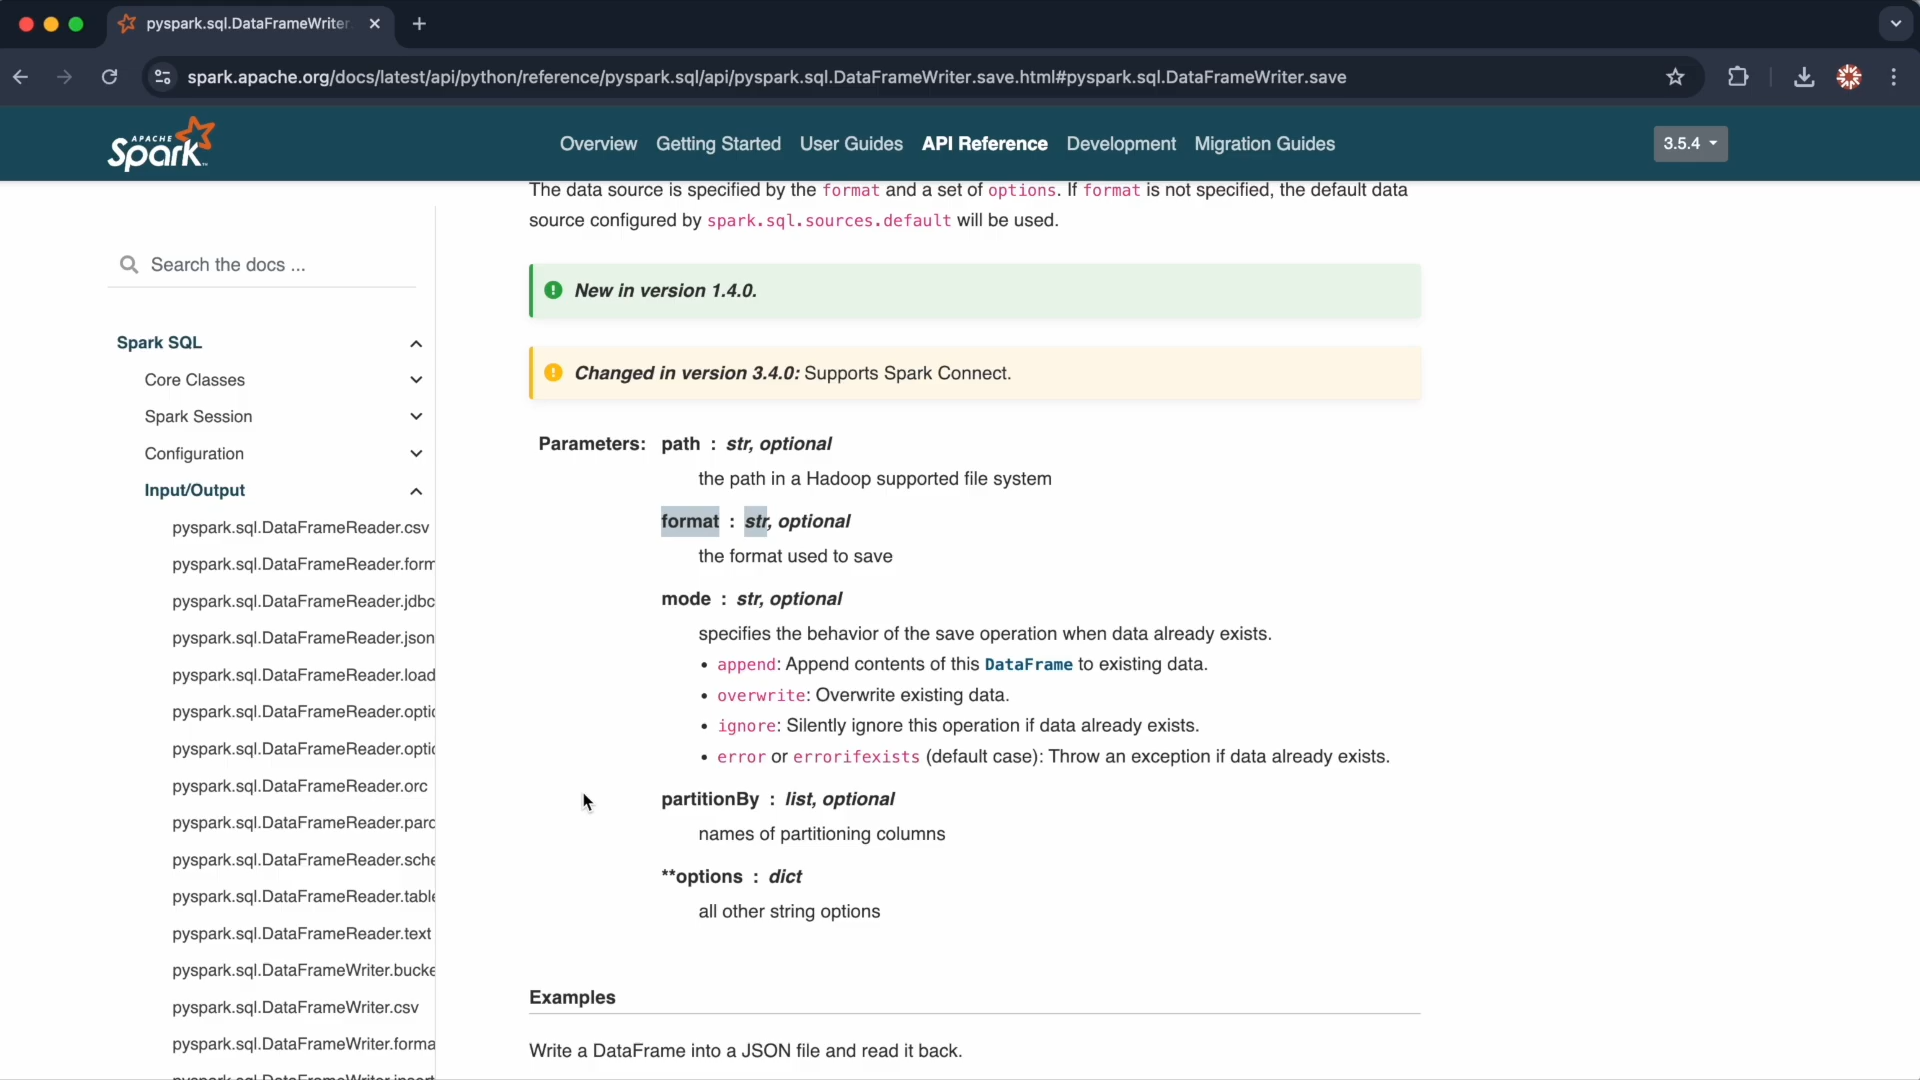 pyspark.sql.DataFrameWriter.
spark.apache.org/docs/latest/api/python/reference/pyspark.sql/api/pyspark.sql.DataFrameWriter.save.html#pyspark.sql.DataFrameWriter.save
APACHE
Spark
Overview Getting Started User Guides API Reference Development Migration Guides
3.5.4
Search the docs ...
Spark SQL
Core Classes
Spark Session
Configuration
Input/Output
pyspark.sql.DataFrameReader.csv
pyspark.sql.DataFrameReader.form
pyspark.sql.DataFrameReader.jdbc
pyspark.sql.DataFrameReader.json
pyspark.sql.DataFrameReader.load
pyspark.sql.DataFrameReader.optio
pyspark.sql.DataFrameReader.optio
pyspark.sql.DataFrameReader.orc
pyspark.sql.DataFrameReader.parq
pyspark.sql.DataFrameReader.sche
pyspark.sql.DataFrameReader.table
pyspark.sql.DataFrameReader.text
pyspark.sql.DataFrameWriter.bucke
pyspark.sql.DataFrameWriter.csv
pyspark.sql.DataFrameWriter.forma
pyspark.sql.DataFrameWriter.insert
The data source is specified by the format and a set of options. If format is not specified, the default data
source configured by spark.sql.sources.default will be used.
New in version 1.4.0.
Changed in version 3.4.0: Supports Spark Connect.
Parameters: path : str, optional
the path in a Hadoop supported file system
format : str, optional
the format used to save
mode : str, optional
specifies the behavior of the save operation when data already exists.
• append: Append contents of this DataFrame to existing data.
• overwrite: Overwrite existing data.
• ignore: Silently ignore this operation if data already exists.
• error or errorifexists (default case): Throw an exception if data already exists.
partitionBy : list, optional
names of partitioning columns
**options : dict
all other string options
Examples
Write a DataFrame into a JSON file and read it back.